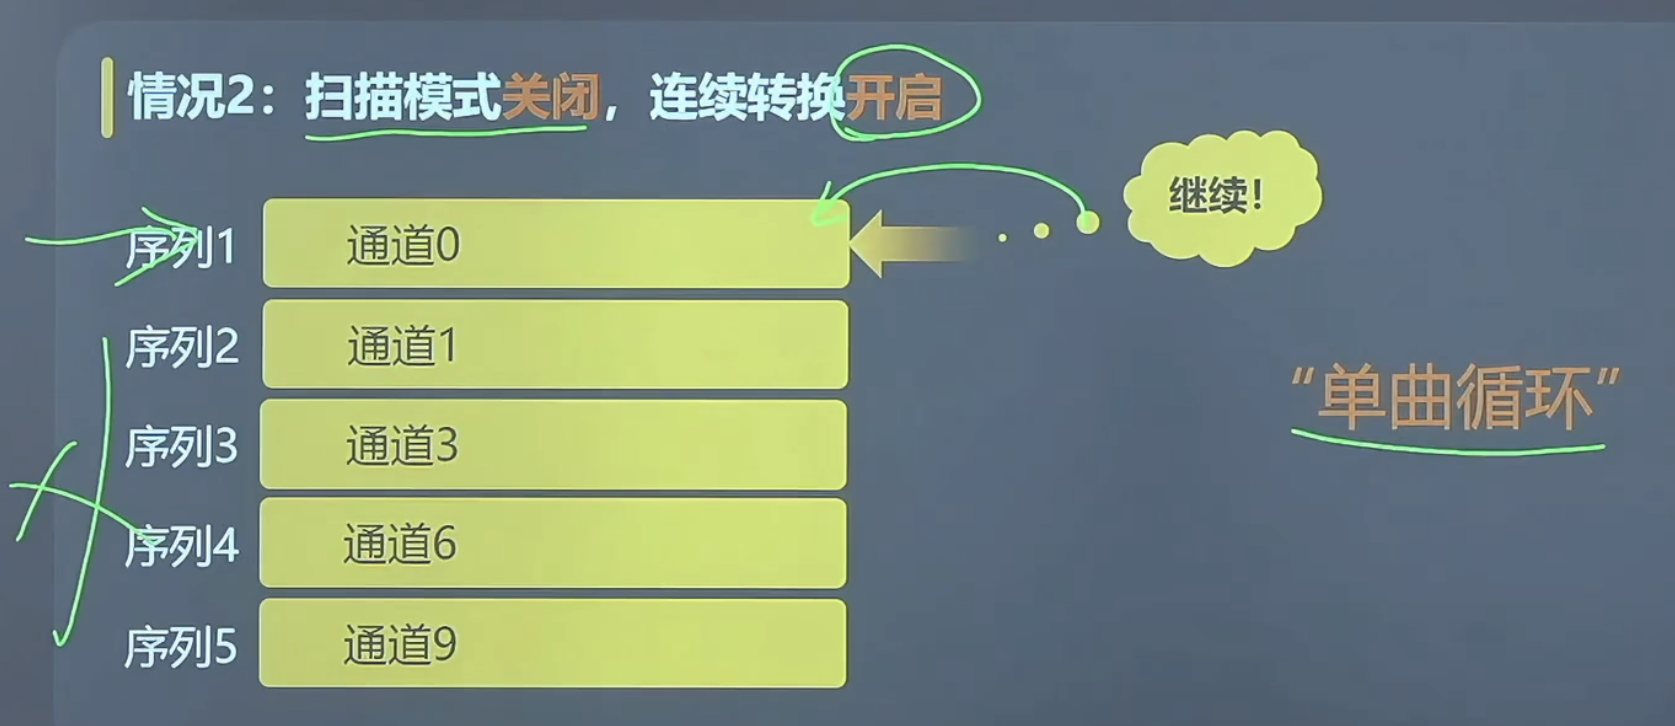 情况2：扫描模式关闭，连续转换开启
继续！
序列1 通道0
序列2 通道1
序列3 通道3
序列4 通道6
序列5 通道9
“单曲循环”